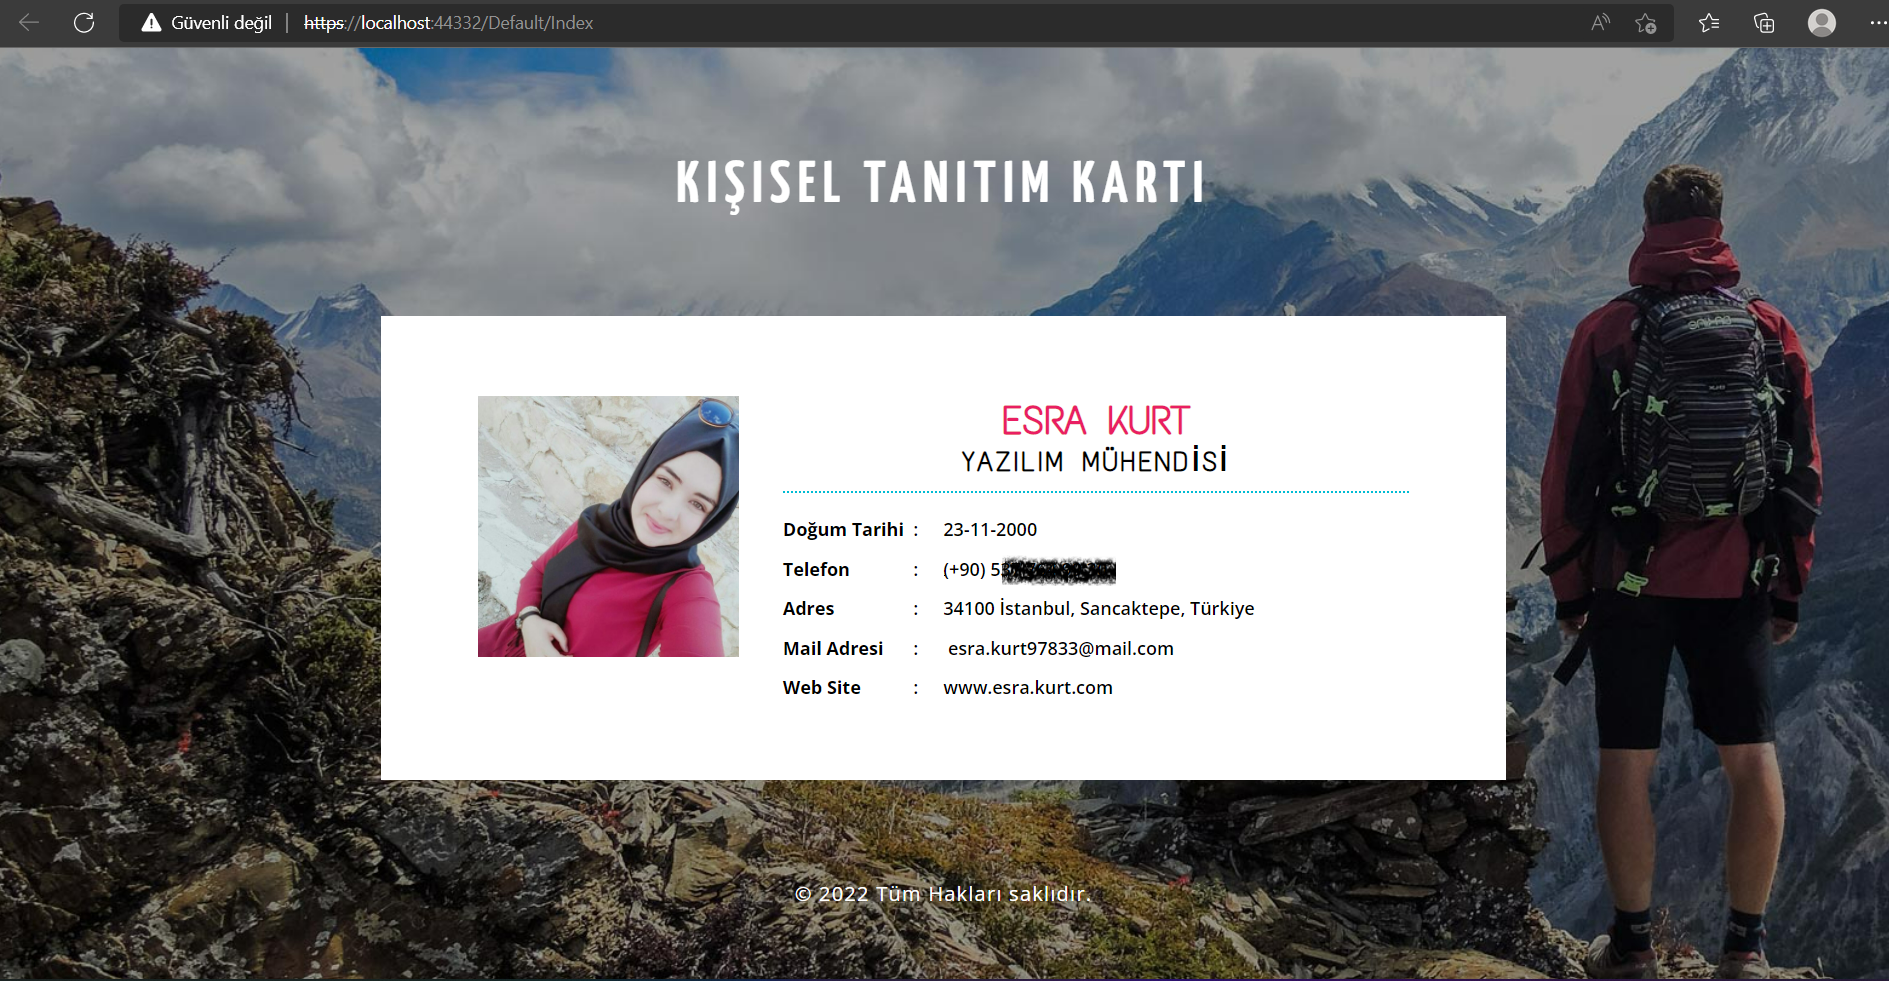 Güvenli değil | https://localhost:44332/Default/Index
KIŞISEL TANITIM KARTI
ESRA KURT
YAZILIM MÜHENDİSİ
Doğum Tarihi : 23-11-2000
Telefon : (+90) 5
Adres : 34100 İstanbul, Sancaktepe, Türkiye
Mail Adresi : esra.kurt97833@mail.com
Web Site : www.esra.kurt.com
© 2022 Tüm Hakları saklıdır.